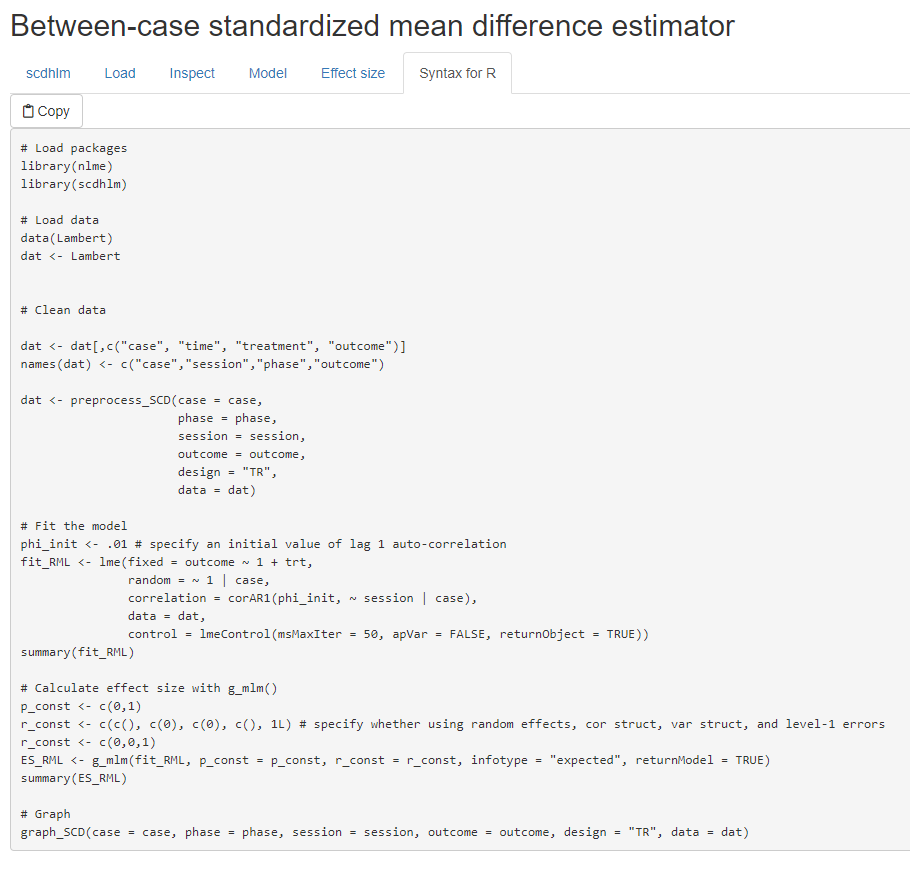 Between-case standardized mean difference estimator
scdhlm Load Inspect Model Effect size Syntax for R
Copy
# Load packages
library(nlme)
library(scdhlm)
# Load data
data(Lambert)
dat <- Lambert
# Clean data
dat <- dat[,c("case", "time", "treatment", "outcome")]
names(dat) <- c("case","session","phase","outcome")
dat <- preprocess_SCD(case = case,
phase = phase,
session = session,
outcome = outcome,
design = "TR",
data = dat)
# Fit the model
phi_init <- .01 # specify an initial value of lag 1 auto-correlation
fit_RML <- lme(fixed = outcome ~ 1 + trt,
random = ~ 1 | case,
correlation = corAR1(phi_init, ~ session | case),
data = dat,
control = lmeControl(msMaxIter = 50, apVar = FALSE, returnObject = TRUE))
summary(fit_RML)
# Calculate effect size with g_mlm()
p_const <- c(0,1)
r_const <- c(c(), c(0), c(0), c(), 1L) # specify whether using random effects, cor struct, var struct, and level-1 errors
r_const <- c(0,0,1)
ES_RML <- g_mlm(fit_RML, p_const = p_const, r_const = r_const, infotype = "expected", returnModel = TRUE)
summary(ES_RML)
# Graph
graph_SCD(case = case, phase = phase, session = session, outcome = outcome, design = "TR", data = dat)